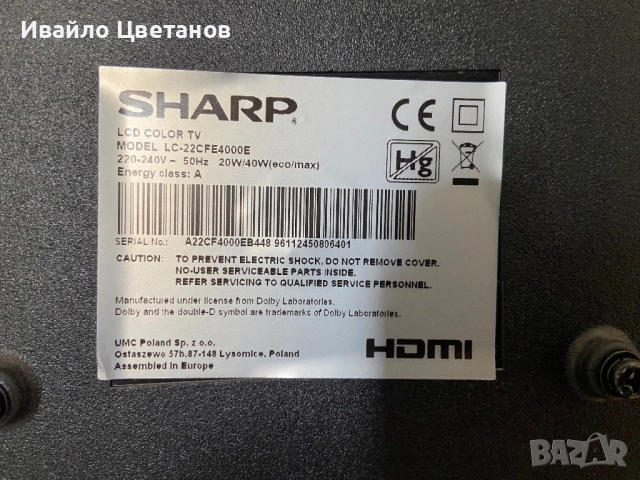 Ивайло Цветанов
SHARP®
LCD COLOR TV
MODEL LC-22CFE4000E
220-240V ~ 50Hz 20W/40W(eco/max)
Energy class: A
CE
Hg
SERIAL No.: A22CF4000EB448 96112450806401
CAUTION: TO PREVENT ELECTRIC SHOCK, DO NOT REMOVE COVER.
NO-USER SERVICEABLE PARTS INSIDE.
REFER SERVICING TO QUALIFIED SERVICE PERSONNEL.
Manufactured under license from Dolby Laboratories.
Dolby and the double-D symbol are trademarks of Dolby Laboratories.
UMC Poland Sp. z o.o.
Ostaszewo 57h,87-148 Lysomice, Poland
Assembled in Europe
HDMI
BAZAR